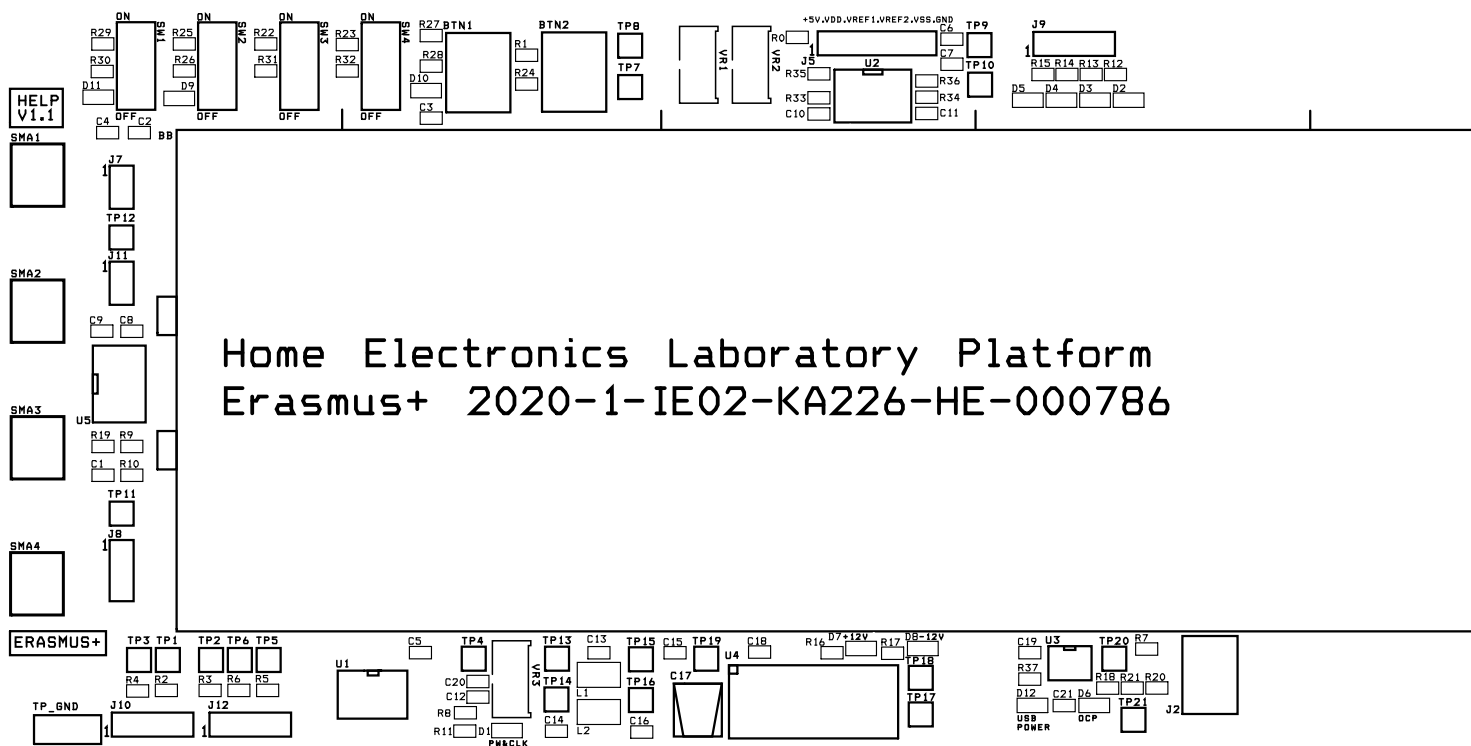 ON ON ON ON
R29 SW1 R25 SW2 R22 SW3 R23 SW4 R27 BTN1 BTN2 TP8 +5V.VDD.VREF1.VREF2.VSS.GND TP9 J9
R1 R0 C6 1 1
R30 R26 R31 R32 R28 VR1 VR2 J5 U2 C7 TP10
D11 D9 D10 R24 TP7 R35 R36 R15 R14 R13 R12
HELP
V1.1
OFF OFF OFF OFF
C3 R33 R34 D5 D4 D3 D2
C4 C2 C10 C11
SMA1 BB
J7
1
TP12
J11
1
SMA2
C9 C8
Home Electronics Laboratory Platform
Erasmus+ 2020-1-IE02-KA226-HE-000786
SMA3
U5
R19 R9
C1 R10
TP11
J8
1
SMA4
ERASMUS+
TP3 TP1 TP2 TP6 TP5 C5 TP4 TP13 C13 TP15 C15 TP19 C18 R16 D7+12V R17 D8-12V C19 U3 TP20 R7
U1 VR3 U4 TP18
R4 R2 R3 R6 R5 C20 TP14 TP16 C17 R37 R18 R21 R20
C12 L1 TP17 D12 C21 D6 TP21 J2
TP_GND J10 J12 R8
1 1 R11 D1 C14 L2 C16 USB
POWER OCP
PW&CLK